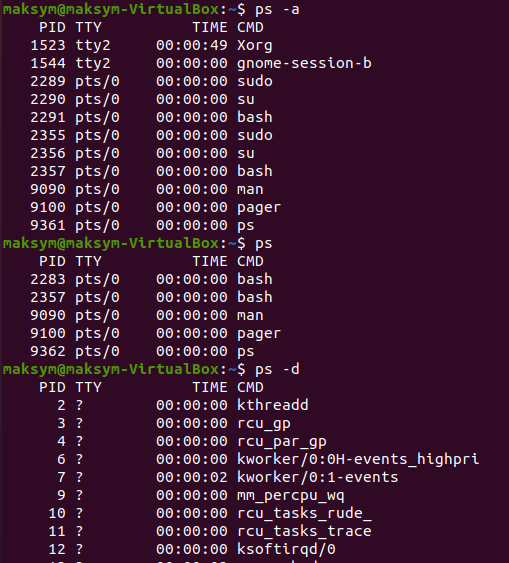 maksym@maksym-VirtualBox:~$ ps -a
PID TTY TIME CMD
1523 tty2 00:00:49 Xorg
1544 tty2 00:00:00 gnome-session-b
2289 pts/0 00:00:00 sudo
2290 pts/0 00:00:00 su
2291 pts/0 00:00:00 bash
2355 pts/0 00:00:00 sudo
2356 pts/0 00:00:00 su
2357 pts/0 00:00:00 bash
9090 pts/0 00:00:00 man
9100 pts/0 00:00:00 pager
9361 pts/0 00:00:00 ps
maksym@maksym-VirtualBox:~$ ps
PID TTY TIME CMD
2283 pts/0 00:00:00 bash
2357 pts/0 00:00:00 bash
9090 pts/0 00:00:00 man
9100 pts/0 00:00:00 pager
9362 pts/0 00:00:00 ps
maksym@maksym-VirtualBox:~$ ps -d
PID TTY TIME CMD
2 ? 00:00:00 kthreadd
3 ? 00:00:00 rcu_gp
4 ? 00:00:00 rcu_par_gp
6 ? 00:00:00 kworker/0:0H-events_highpri
7 ? 00:00:02 kworker/0:1-events
9 ? 00:00:00 mm_percpu_wq
10 ? 00:00:00 rcu_tasks_rude_
11 ? 00:00:00 rcu_tasks_trace
12 ? 00:00:00 ksoftirqd/0